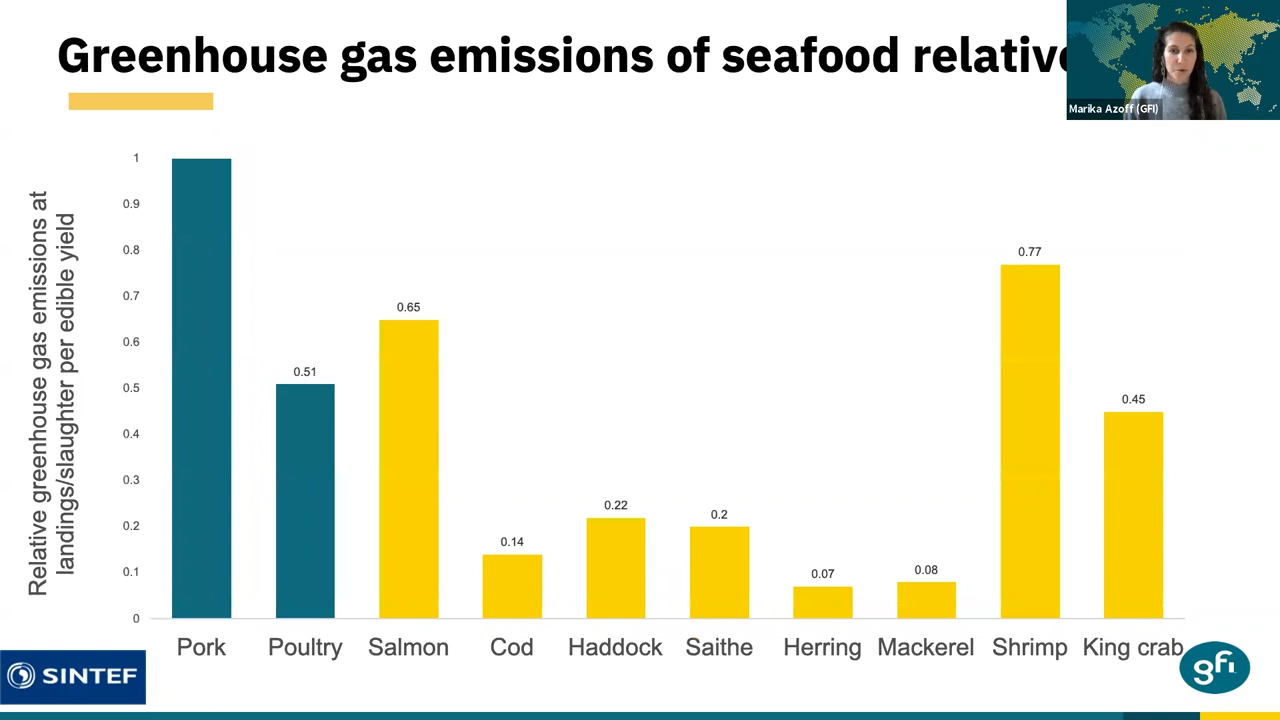 Greenhouse gas emissions of seafood relative
Marika Azoff (GFI)
Relative greenhouse gas emissions at
landings/slaughter per edible yield
1
0.9
0.8
0.7
0.6
0.5
0.4
0.3
0.2
0.1
0
0.51
0.65
0.14
0.22
0.2
0.07
0.08
0.77
0.45
Pork Poultry Salmon Cod Haddock Saithe Herring Mackerel Shrimp King crab
SINTEF
gfi